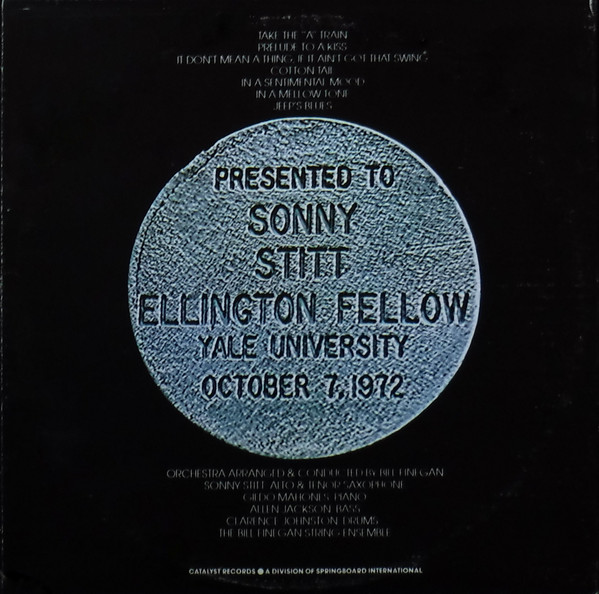 TAKE THE "A" TRAIN
PRELUDE TO A KISS
IT DON'T MEAN A THING, IF IT AIN'T GOT THAT SWING
COTTON TAIL
IN A SENTIMENTAL MOOD
IN A MELLOW TONE
JEEP'S BLUES
PRESENTED TO
SONNY
STITT
ELLINGTON FELLOW
YALE UNIVERSITY
OCTOBER 7, 1972
ORCHESTRA ARRANGED & CONDUCTED BY BILL FINEGAN
SONNY STITT: ALTO & TENOR SAXOPHONE
GILDO MAHONES: PIANO
ALLEN JACKSON: BASS
CLARENCE JOHNSTON: DRUMS
THE BILL FINEGAN STRING ENSEMBLE
CATALYST RECORDS ● A DIVISION OF SPRINGBOARD INTERNATIONAL